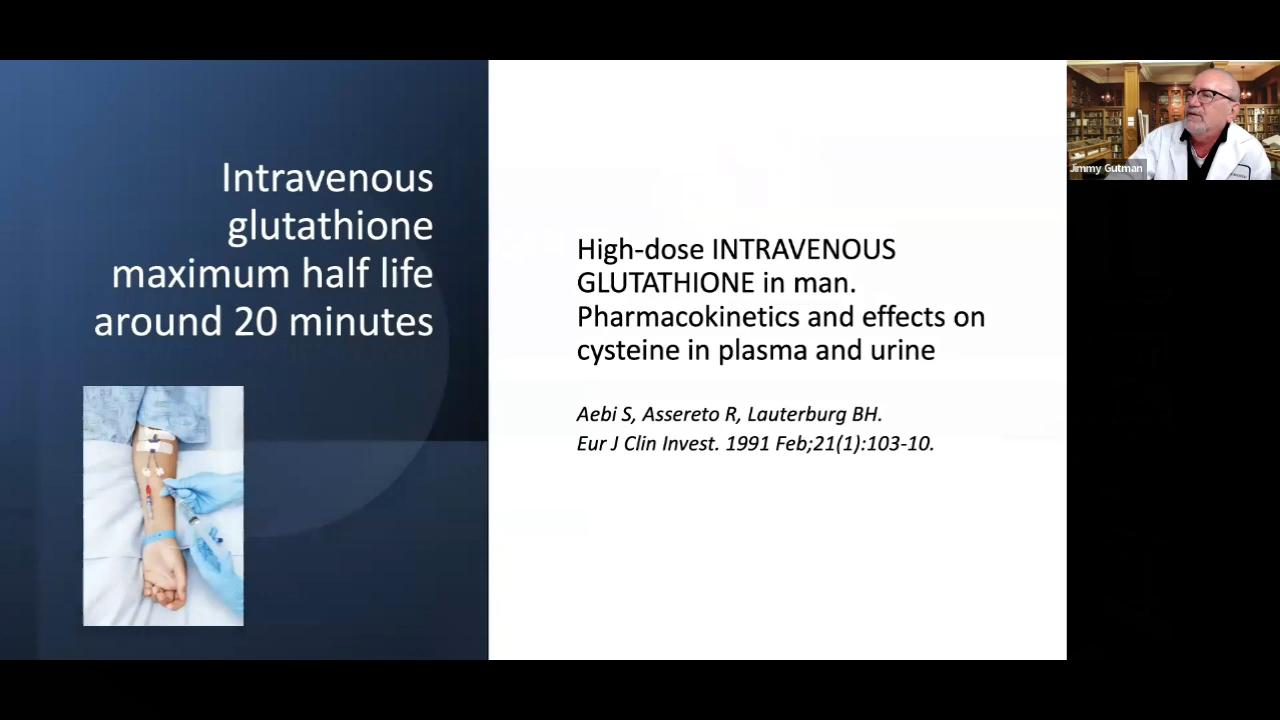 Intravenous
glutathione
maximum half life
around 20 minutes
High-dose INTRAVENOUS
GLUTATHIONE in man.
Pharmacokinetics and effects on
cysteine in plasma and urine
Aebi S, Assereto R, Lauterburg BH.
Eur J Clin Invest. 1991 Feb;21(1):103-10.
Jimmy Gutman